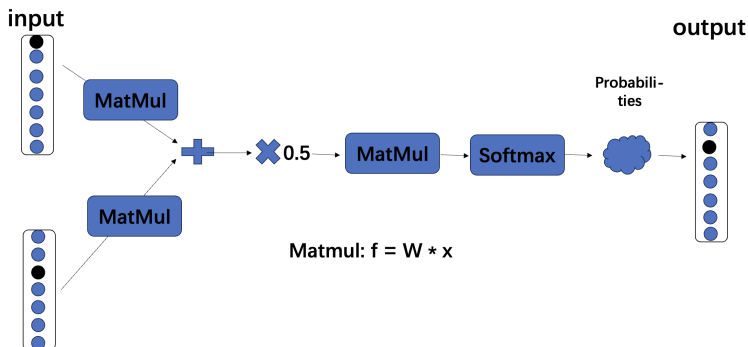 input
output
Probabili-
ties
MatMul
0.5
MatMul
Softmax
MatMul
Matmul: f = W * x